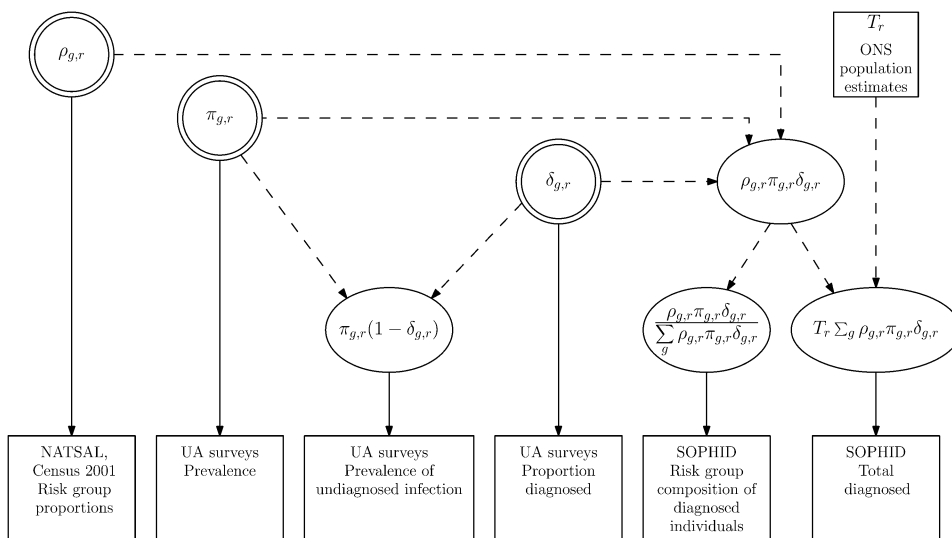 ρ_{g,r}
T_r
ONS
population
estimates
π_{g,r}
δ_{g,r}
ρ_{g,r}π_{g,r}δ_{g,r}
π_{g,r}(1 − δ_{g,r})
ρ_{g,r}π_{g,r}δ_{g,r}
∑_g ρ_{g,r}π_{g,r}δ_{g,r}
T_r ∑_g ρ_{g,r}π_{g,r}δ_{g,r}
NATSAL,
Census 2001
Risk group
proportions
UA surveys
Prevalence
UA surveys
Prevalence of
undiagnosed infection
UA surveys
Proportion
diagnosed
SOPHID
Risk group
composition of
diagnosed
individuals
SOPHID
Total
diagnosed